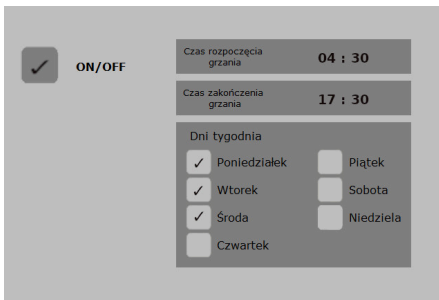 ON/OFF
Czas rozpoczęcia
grzania
04 : 30
Czas zakończenia
grzania
17 : 30
Dni tygodnia
Poniedziałek
Wtorek
Środa
Czwartek
Piątek
Sobota
Niedziela